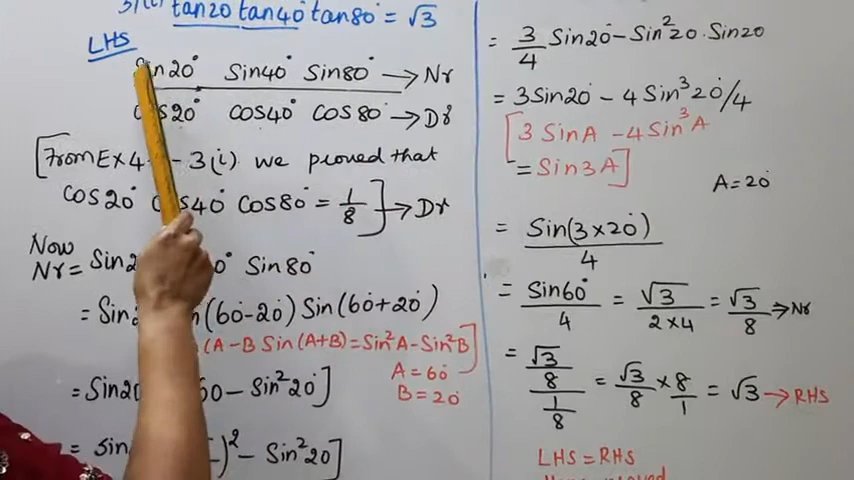 3) (i) tan20 tan40° tan80° = √3
LHS
Sin20° Sin40° Sin80° → Nr
cos20° cos40° cos80° → Dr
[From Ex 4 - 3(i) we proved that
cos20° cos40° cos80° = 1/8] → Dr
Now
Nr = Sin2 0° Sin80°
= Sin (60-20°) Sin(60+20°)
(A-B Sin(A+B) = Sin²A - Sin²B]
A = 60°
B = 20°
= Sin20 60 - Sin²20°]
= Sin )² - Sin²20]
= 3/4 Sin20° - Sin²20 · Sin20
= 3Sin20° - 4Sin³20°/4
[3 SinA - 4Sin³A
= Sin3A]
A = 20°
= Sin(3×20°)/4
= Sin60°/4 = √3/2×4 = √3/8 → Nr
= √3/8 / 1/8 = √3/8 × 8/1 = √3 → RHS
LHS = RHS